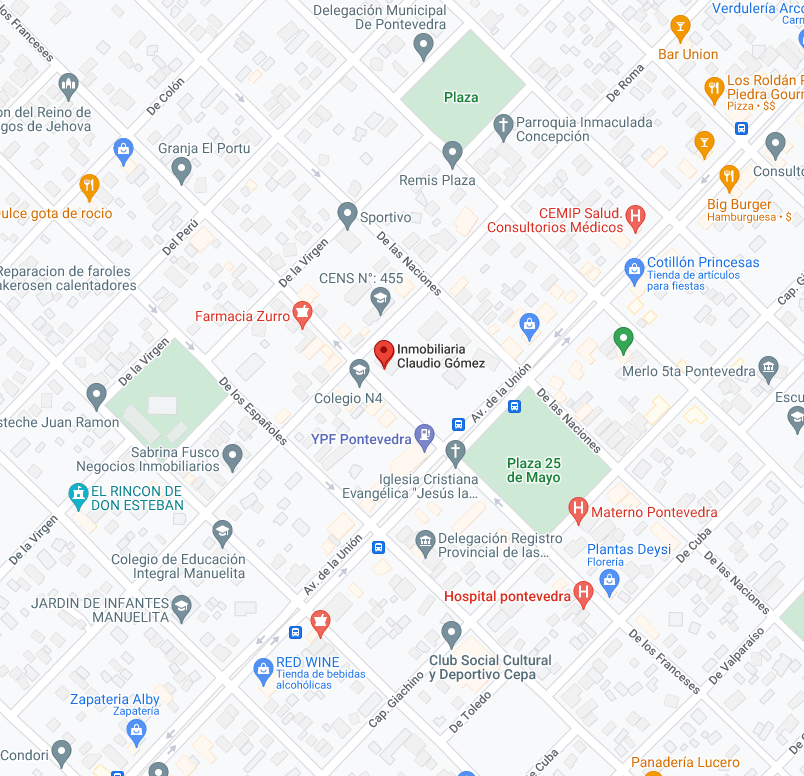 Delegación Municipal
De Pontevedra
Verdulería Arco
Carn
de los Franceses
Bar Union
De Colón
De Roma
Plaza
Los Roldán P
Piedra Gourm
Pizza • $$
on del Reino de
gos de Jehova
Parroquia Inmaculada
Concepción
Granja El Portu
Remis Plaza
Consulto
Dulce gota de rocio
Big Burger
Hamburguesa • $
CEMIP Salud.
Consultorios Médicos
Sportivo
Del Perú
De la Virgen
De las Naciones
Reparacion de faroles
akerosen calentadores
CENS N°: 455
Cotillón Princesas
Tienda de artículos
para fiestas
Cap. G
Farmacia Zurro
Inmobiliaria
Claudio Gómez
De la Virgen
Colegio N4
Merlo 5ta Pontevedra
De los Españoles
Av. de la Unión
De las Naciones
Escu
steche Juan Ramon
YPF Pontevedra
Sabrina Fusco
Negocios Inmobiliarios
Plaza 25
de Mayo
Iglesia Cristiana
Evangélica "Jesús la...
EL RINCON DE
DON ESTEBAN
Materno Pontevedra
De la Virgen
Delegación Registro
Provincial de las...
Colegio de Educación
Integral Manuelita
Av. de la Unión
Plantas Deysi
Florería
De Cuba
De las Naciones
JARDIN DE INFANTES
MANUELITA
Hospital pontevedra
De los Franceses
De Valparaíso
RED WINE
Tienda de bebidas
alcohólicas
Club Social Cultural
y Deportivo Cepa
Cap. Giachino
De Toledo
Zapateria Alby
Zapatería
Condori
De Cuba
De
Panadería Lucero